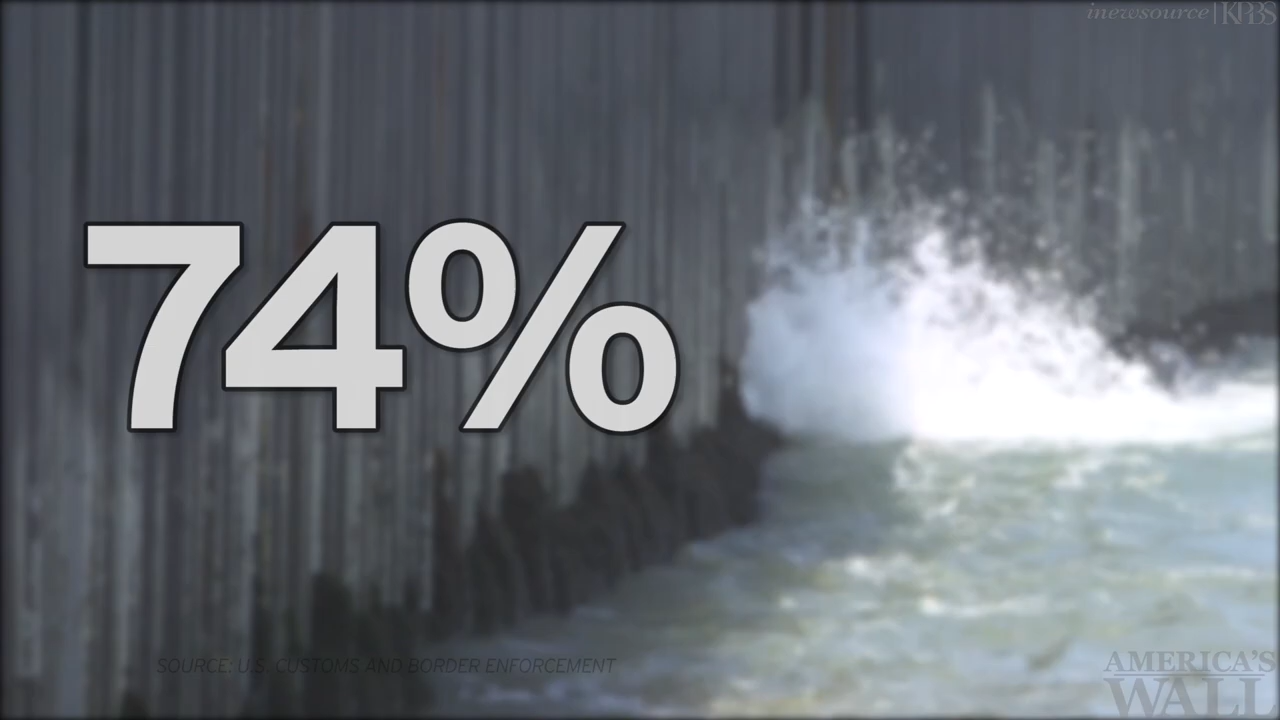 inewsource | KPBS
74%
SOURCE: U.S. CUSTOMS AND BORDER ENFORCEMENT
AMERICA'S
WALL